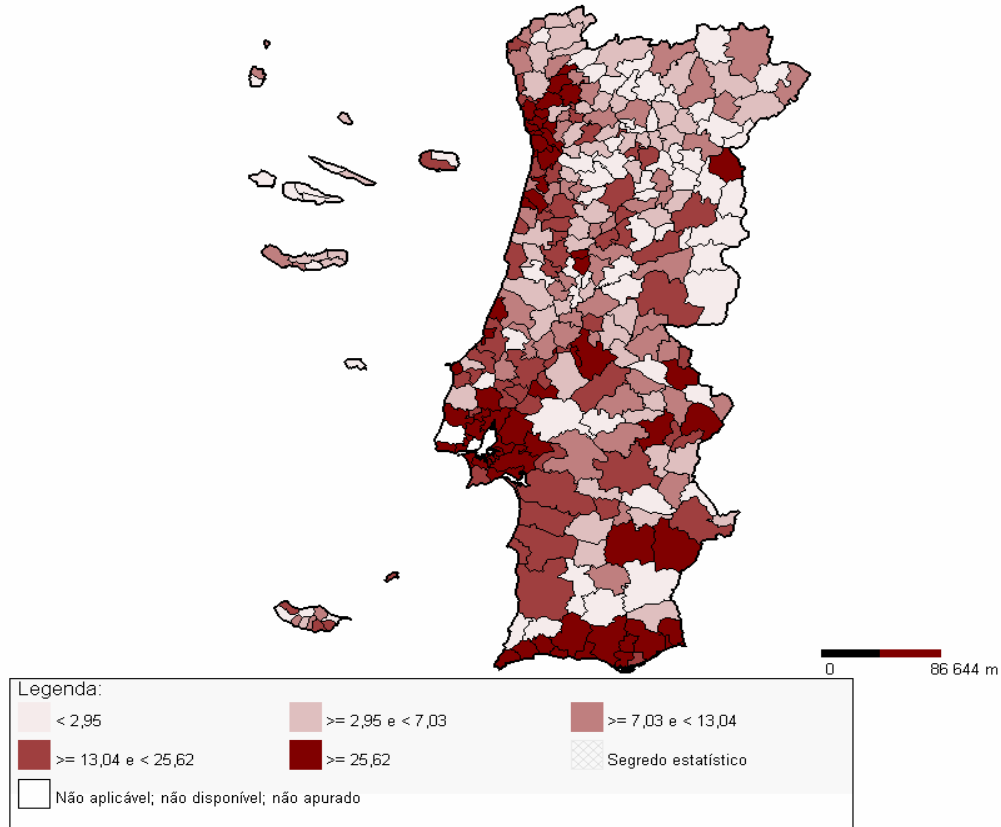 0 86 644 m
Legenda:
< 2,95 >= 2,95 e < 7,03 >= 7,03 e < 13,04
>= 13,04 e < 25,62 >= 25,62 Segredo estatístico
Não aplicável; não disponível; não apurado